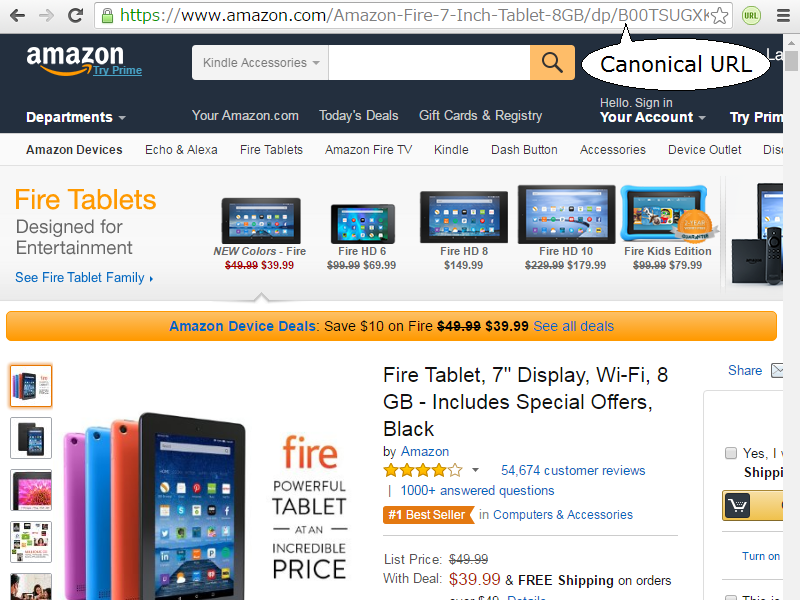 https://www.amazon.com/Amazon-Fire-7-Inch-Tablet-8GB/dp/B00TSUGXK
URL
Canonical URL
amazon
Try Prime
Kindle Accessories
Departments
Your Amazon.com Today's Deals Gift Cards & Registry
Hello. Sign in
Your Account
Try Prim
Amazon Devices Echo & Alexa Fire Tablets Amazon Fire TV Kindle Dash Button Accessories Device Outlet Disc
Fire Tablets
Designed for
Entertainment
See Fire Tablet Family
NEW Colors - Fire
$49.99 $39.99
Fire HD 6
$99.99 $69.99
Fire HD 8
$149.99
Fire HD 10
$229.99 $179.99
Fire Kids Edition
$99.99 $79.99
Amazon Device Deals: Save $10 on Fire $49.99 $39.99 See all deals
fire
POWERFUL
TABLET
AT AN
INCREDIBLE
PRICE
Fire Tablet, 7" Display, Wi-Fi, 8
GB - Includes Special Offers,
Black
by Amazon
54,674 customer reviews
| 1000+ answered questions
#1 Best Seller in Computers & Accessories
List Price: $49.99
With Deal: $39.99 & FREE Shipping on orders
over $49. Details
Share
Yes, I
Shippi
Turn on
This is